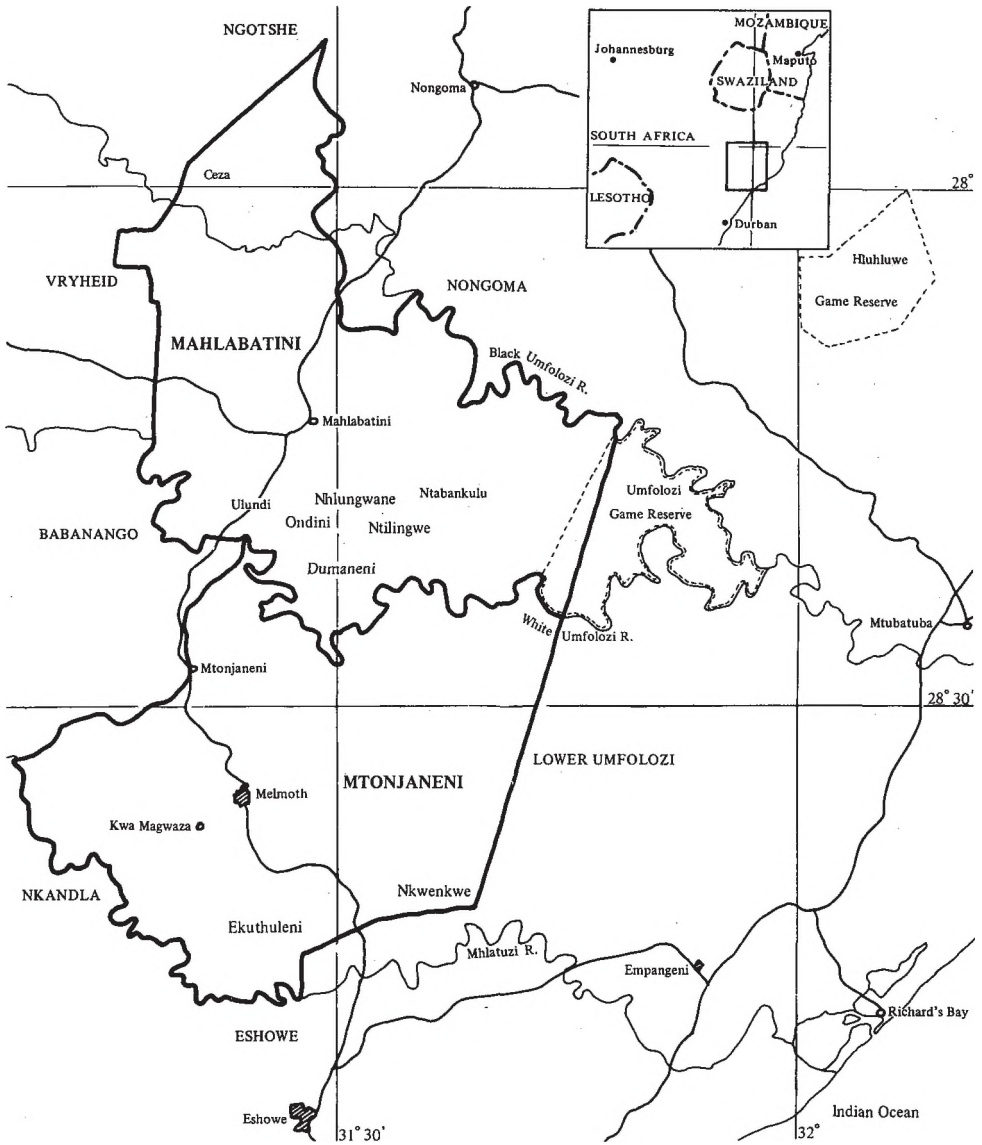 NGOTSHE
MOZAMBIQUE
Johannesburg
Maputo
SWAZILAND
Nongoma
SOUTH AFRICA
Ceza
28°
LESOTHO
Durban
Hluhluwe
VRYHEID
NONGOMA
Game Reserve
MAHLABATINI
Black Umfolozi R.
Mahlabatini
Umfolozi
Ntabankulu
Nhlungwane
Ulundi
Game Reserve
Ondini
Ntilingwe
BABANANGO
Dumaneni
Mtubatuba
White Umfolozi R.
Mtonjaneni
28° 30'
LOWER UMFOLOZI
MTONJANENI
Melmoth
Kwa Magwaza
NKANDLA
Nkwenkwe
Ekuthuleni
Mhlatuzi R.
Empangeni
Richard's Bay
ESHOWE
Indian Ocean
Eshowe
31° 30'
32°